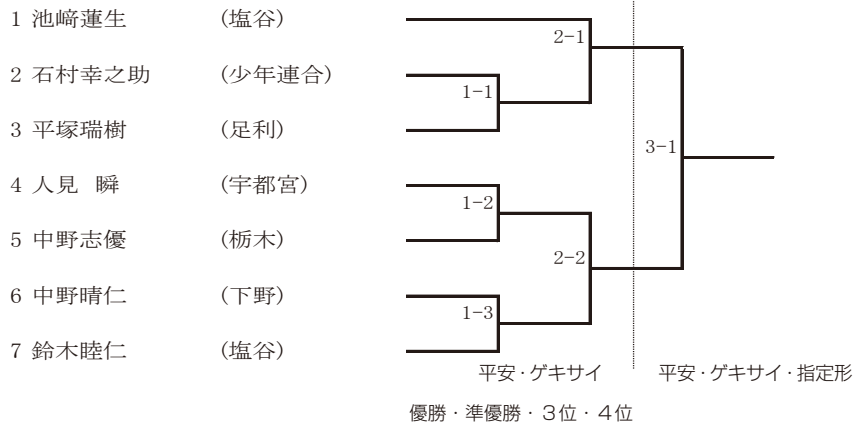 1 池﨑蓮生 (塩谷)
2-1
2 石村幸之助 (少年連合)
1-1
3 平塚瑞樹 (足利)
3-1
4 人見 瞬 (宇都宮)
1-2
5 中野志優 (栃木)
2-2
6 中野晴仁 (下野)
1-3
7 鈴木睦仁 (塩谷)
平安・ゲキサイ 平安・ゲキサイ・指定形
優勝・準優勝・3位・4位